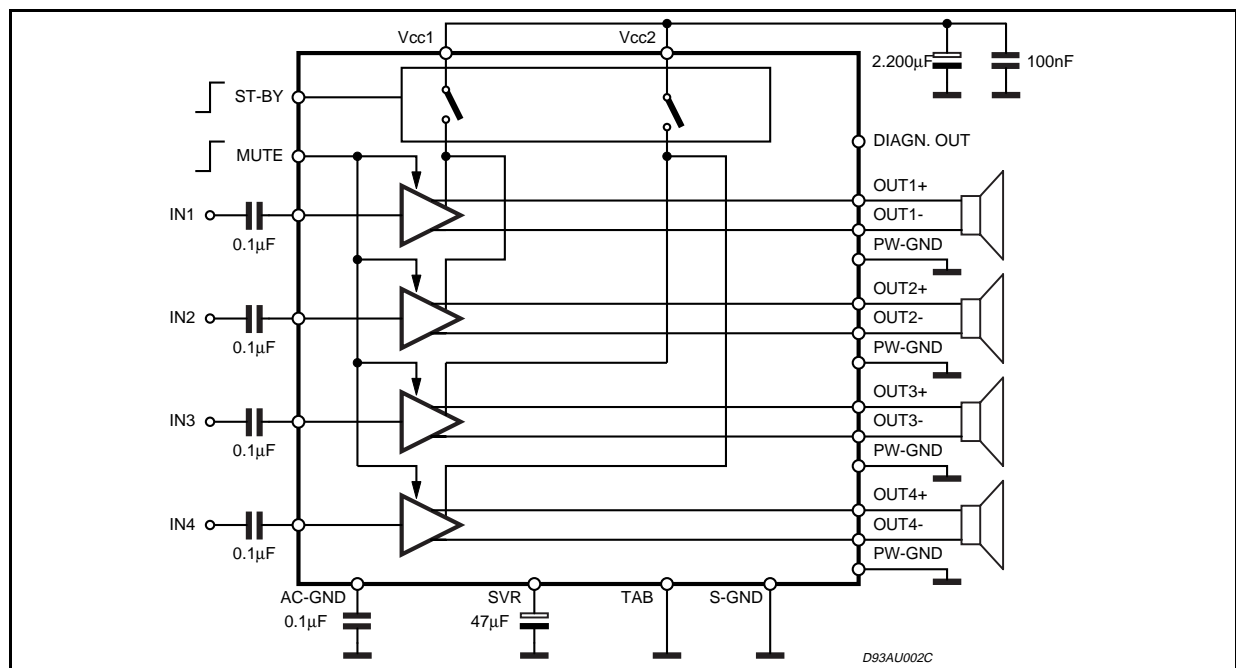 Vcc1
Vcc2
2.200µF
100nF
ST-BY
DIAGN. OUT
MUTE
OUT1+
IN1
OUT1-
0.1µF
PW-GND
OUT2+
IN2
OUT2-
0.1µF
PW-GND
OUT3+
IN3
OUT3-
0.1µF
PW-GND
OUT4+
IN4
OUT4-
0.1µF
PW-GND
AC-GND
SVR
TAB
S-GND
0.1µF
47µF
D93AU002C